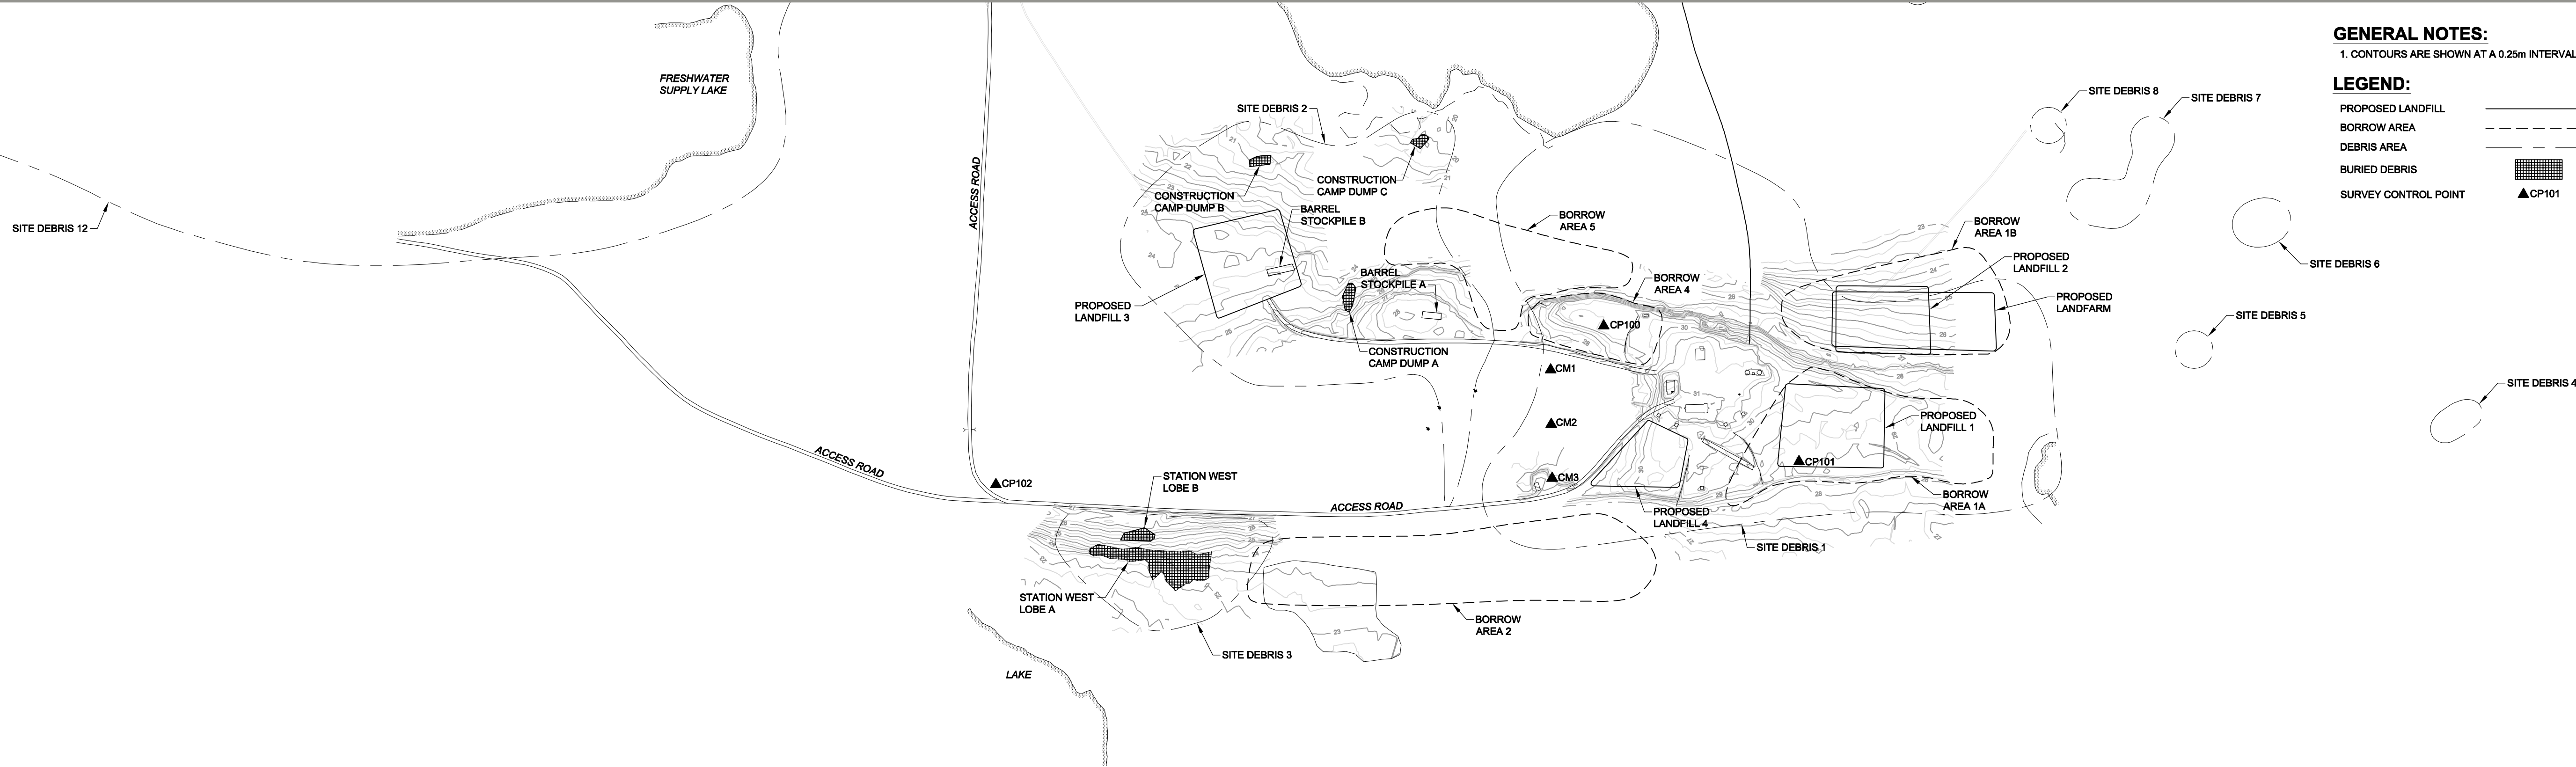 GENERAL NOTES:
1. CONTOURS ARE SHOWN AT A 0.25m INTERVAL
LEGEND:
PROPOSED LANDFILL
BORROW AREA
DEBRIS AREA
BURIED DEBRIS
SURVEY CONTROL POINT
CP101
FRESHWATER
SUPPLY LAKE
SITE DEBRIS 12
ACCESS ROAD
ACCESS ROAD
ACCESS ROAD
SITE DEBRIS 2
CONSTRUCTION
CAMP DUMP C
CONSTRUCTION
CAMP DUMP B
BARREL
STOCKPILE B
BARREL
STOCKPILE A
PROPOSED
LANDFILL 3
CONSTRUCTION
CAMP DUMP A
BORROW
AREA 5
BORROW
AREA 4
CP100
CM1
CM2
CM3
CP101
CP102
SITE DEBRIS 8
SITE DEBRIS 7
BORROW
AREA 1B
PROPOSED
LANDFILL 2
PROPOSED
LANDFARM
SITE DEBRIS 6
SITE DEBRIS 5
SITE DEBRIS 4
PROPOSED
LANDFILL 1
BORROW
AREA 1A
PROPOSED
LANDFILL 4
SITE DEBRIS 1
STATION WEST
LOBE B
STATION WEST
LOBE A
SITE DEBRIS 3
BORROW
AREA 2
LAKE